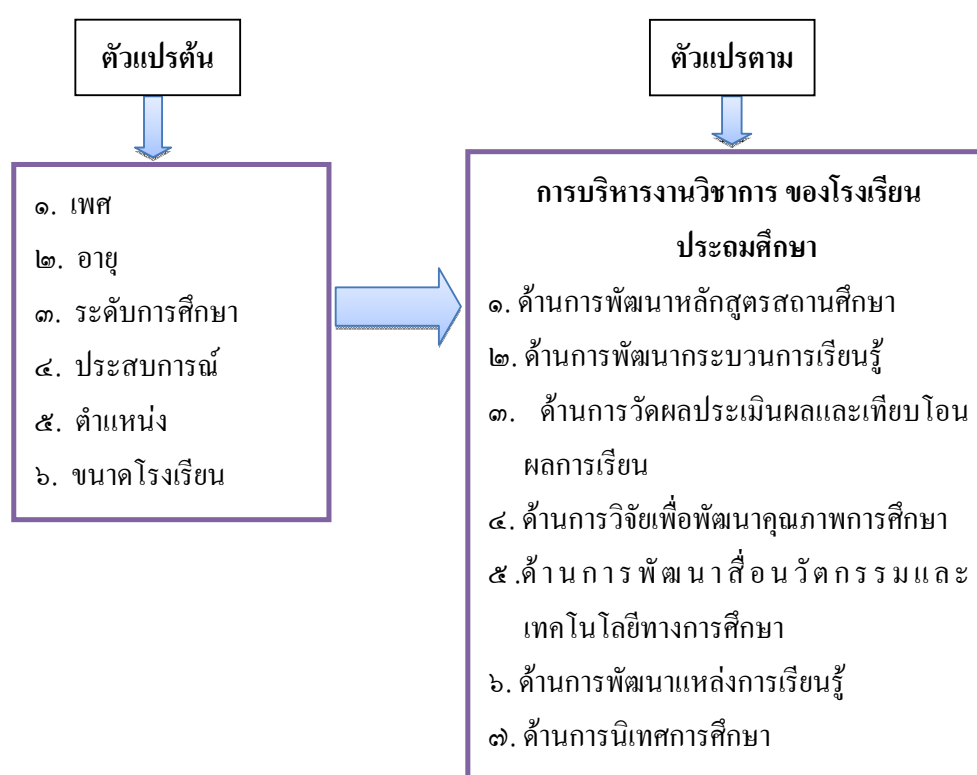 ตัวแปรต้น
๑. เพศ
๒. อายุ
๓. ระดับการศึกษา
๔. ประสบการณ์
๕. ตำแหน่ง
๖. ขนาดโรงเรียน
ตัวแปรตาม
การบริหารงานวิชาการ ของโรงเรียน
ประถมศึกษา
๑. ด้านการพัฒนาหลักสูตรสถานศึกษา
๒. ด้านการพัฒนากระบวนการเรียนรู้
๓. ด้านการวัดผลประเมินผลและเทียบโอน
ผลการเรียน
๔. ด้านการวิจัยเพื่อพัฒนาคุณภาพการศึกษา
๕ .ด้านการพัฒนาสื่อนวัตกรรมและ
เทคโนโลยีทางการศึกษา
๖. ด้านการพัฒนาแหล่งการเรียนรู้
๗. ด้านการนิเทศการศึกษา